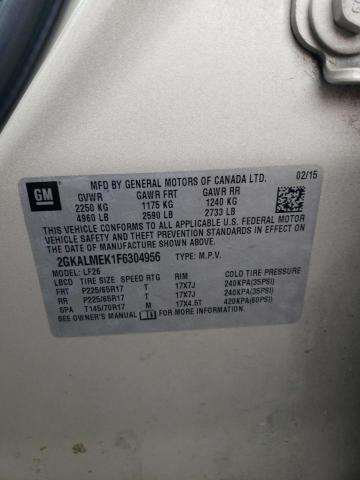 GM
MFD BY GENERAL MOTORS OF CANADA LTD. 02/15
GVWR GAWR FRT GAWR RR
2250 KG 1175 KG 1240 KG
4960 LB 2590 LB 2733 LB
THIS VEHICLE CONFORMS TO ALL APPLICABLE U.S. FEDERAL MOTOR
VEHICLE SAFETY, BUMPER, AND THEFT PREVENTION STANDARDS
IN EFFECT ON THE DATE OF MANUFACTURE SHOWN ABOVE.
2GKALMEK1F6304956 TYPE: M.P.V.
MODEL: LF26
LBCD TIRE SIZE SPEED RTG RIM COLD TIRE PRESSURE
FRT P225/65R17 T 17X7J 240KPA(35PSI)
RR P225/65R17 T 17X7J 240KPA(35PSI)
SPA T145/70R17 M 17X4.5T 420KPA(60PSI)
SEE OWNER'S MANUAL FOR ADDITIONAL INFORMATION.